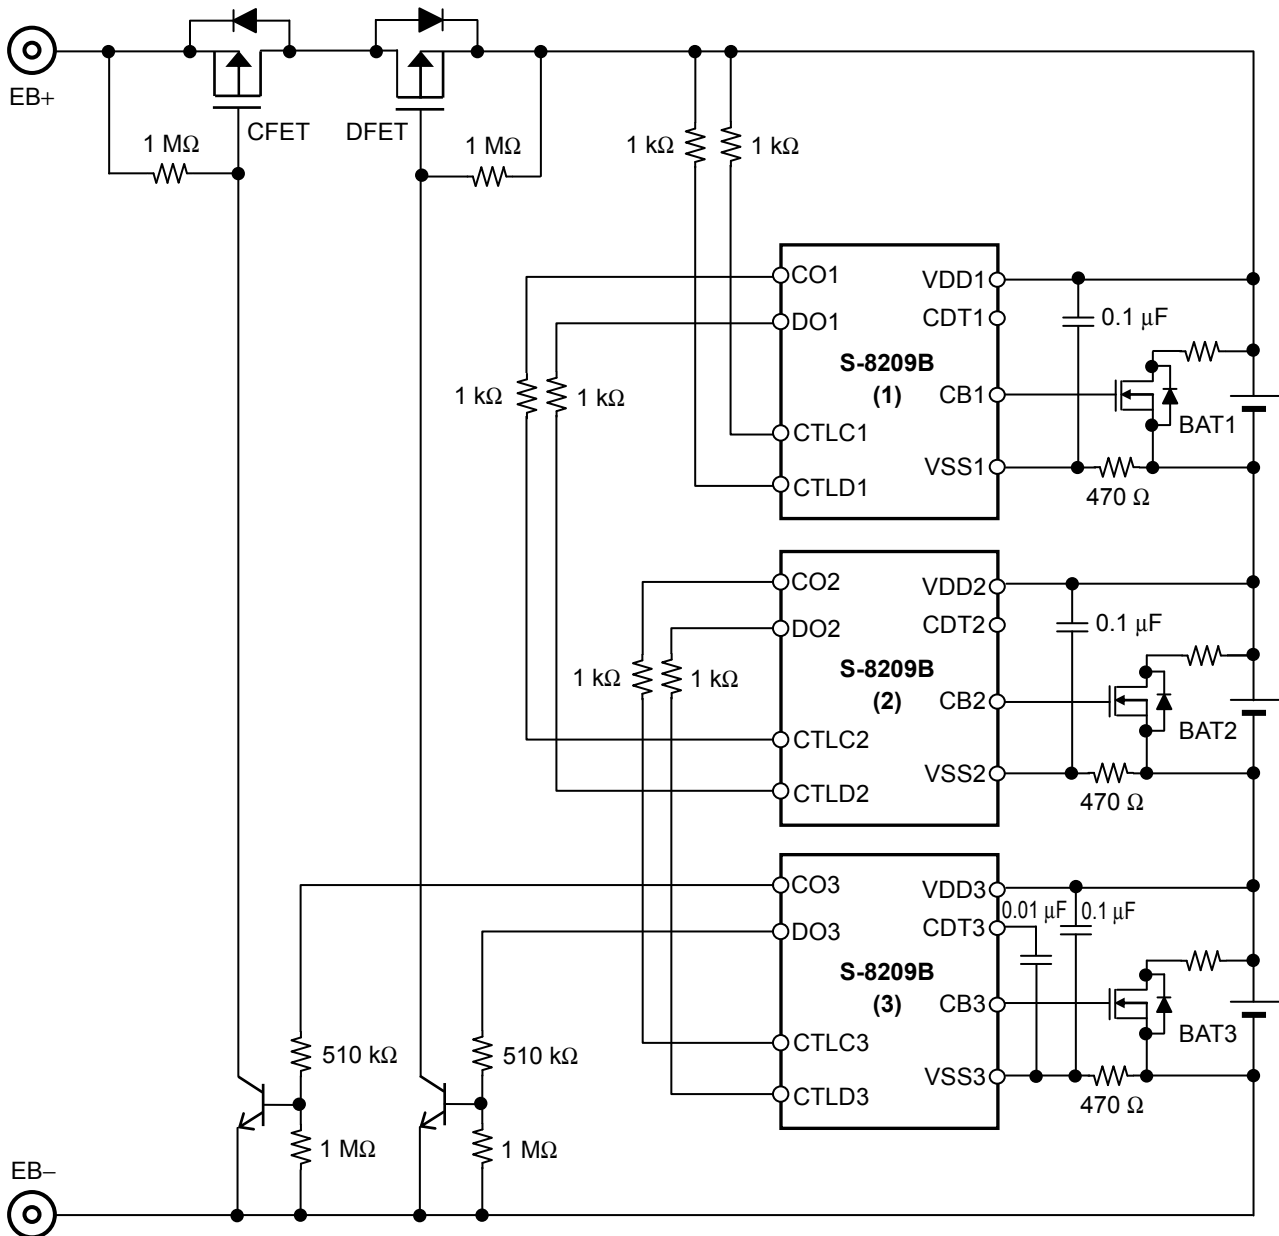 EB+
CFET
DFET
1 MΩ
1 MΩ
1 kΩ
1 kΩ
CO1
VDD1
DO1
CDT1
0.1 μF
S-8209B
(1)
CB1
1 kΩ
1 kΩ
BAT1
CTLC1
VSS1
CTLD1
470 Ω
CO2
VDD2
DO2
CDT2
0.1 μF
S-8209B
(2)
1 kΩ
1 kΩ
CB2
BAT2
CTLC2
VSS2
CTLD2
470 Ω
CO3
VDD3
0.01 μF
0.1 μF
DO3
CDT3
S-8209B
(3)
CB3
BAT3
CTLC3
510 kΩ
510 kΩ
VSS3
CTLD3
470 Ω
1 MΩ
1 MΩ
EB−